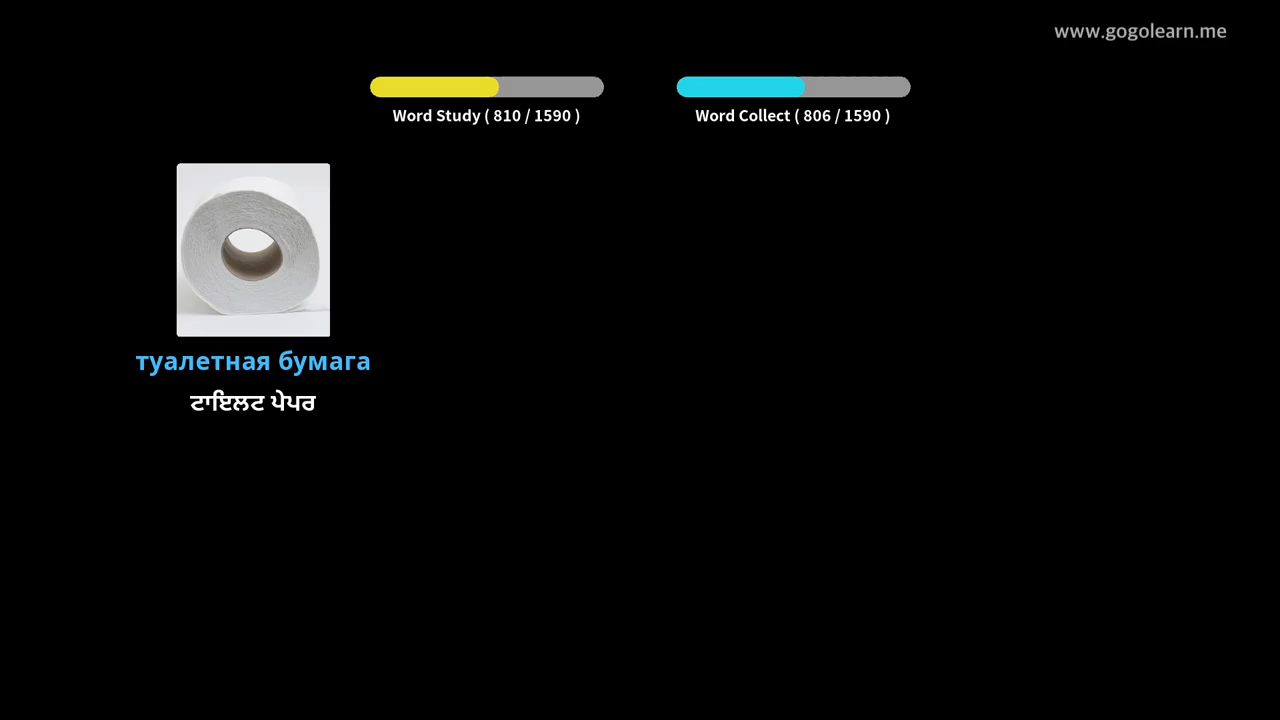 www.gogolearn.me
Word Study ( 810 / 1590 )
Word Collect ( 806 / 1590 )
туалетная бумага
ਟਾਇਲਟ ਪੇਪਰ